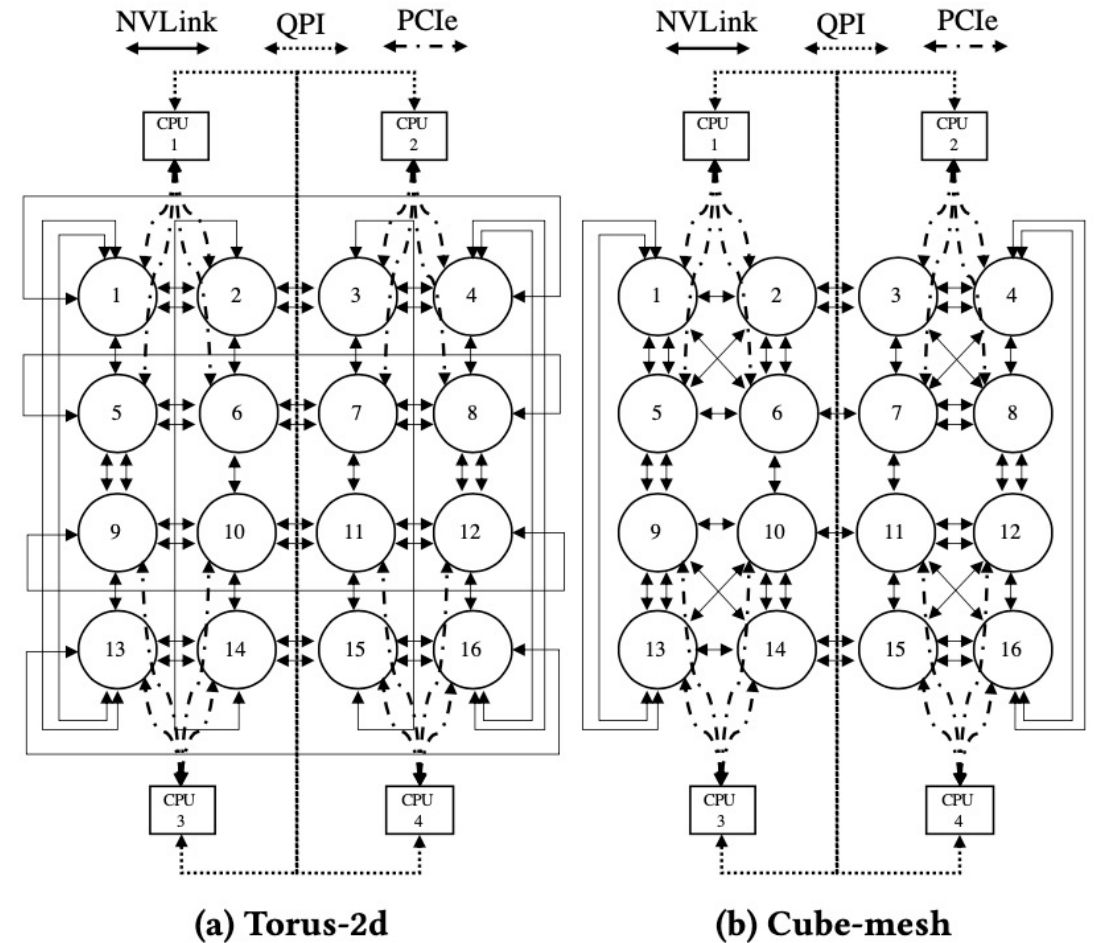 NVLink QPI PCIe NVLink QPI PCIe
CPU 1 CPU 2 CPU 1 CPU 2
1 2 3 4 1 2 3 4
5 6 7 8 5 6 7 8
9 10 11 12 9 10 11 12
13 14 15 16 13 14 15 16
CPU 3 CPU 4 CPU 3 CPU 4
(a) Torus-2d (b) Cube-mesh